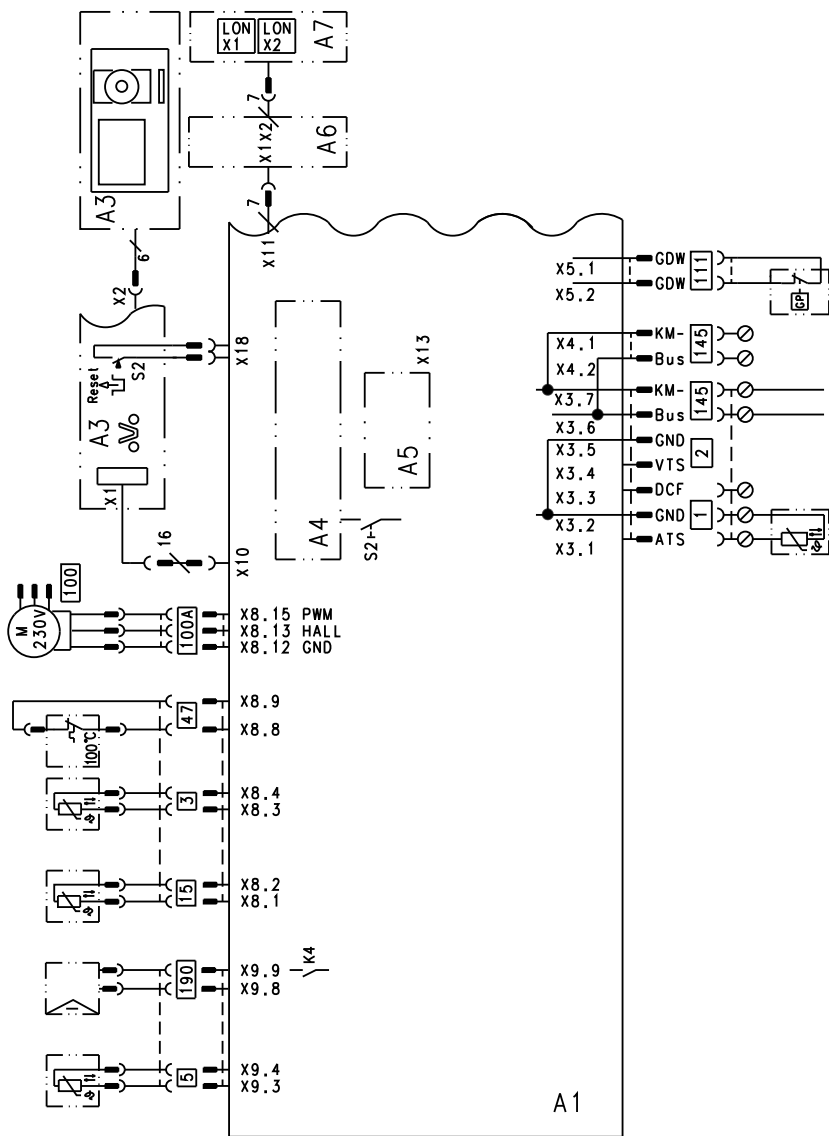 LON X1
LON X2
A7
7
X1
X2
A6
A3
7
X11
6
X2
X5.1
GDW
111
X5.2
GDW
GP
X18
S2
Reset
A3
X13
X4.1
KM-
145
X4.2
Bus
X3.7
KM-
145
X3.6
Bus
X3.5
GND
2
X3.4
VTS
X3.3
DCF
X3.2
GND
1
X3.1
ATS
A5
A4
S2
X1
16
X10
100
M
230V
100A
X8.15 PWM
X8.13 HALL
X8.12 GND
47
X8.9
X8.8
100°C
3
X8.4
X8.3
15
X8.2
X8.1
190
X9.9
K4
X9.8
5
X9.4
X9.3
A1